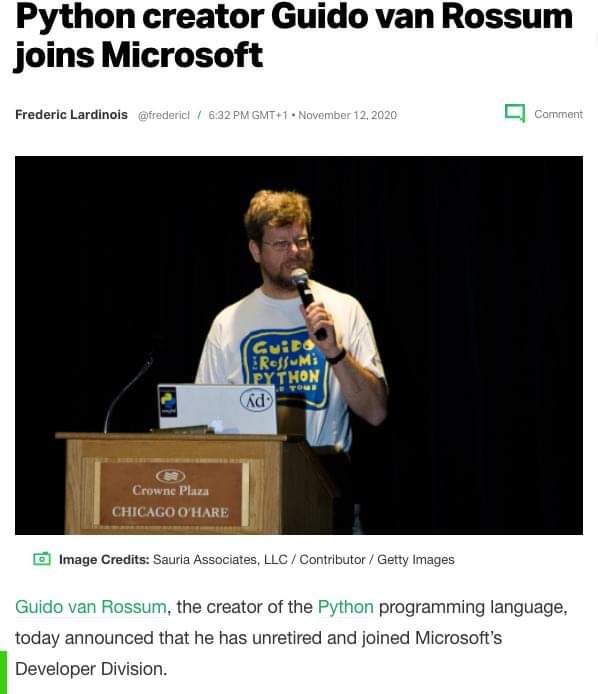 Python creator Guido van Rossum
joins Microsoft
Frederic Lardinois @fredericl / 6:32 PM GMT+1 • November 12, 2020
Comment
GUIDO
ROSSUM:
PYTHON
TOUR
.py
Crowne Plaza
CHICAGO O'HARE
Image Credits: Sauria Associates, LLC / Contributor / Getty Images
Guido van Rossum, the creator of the Python programming language,
today announced that he has unretired and joined Microsoft's
Developer Division.